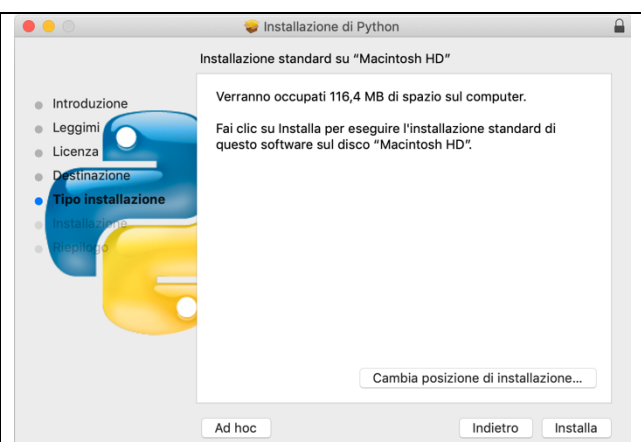 Installazione di Python
Installazione standard su “Macintosh HD”
Introduzione
Leggimi
Licenza
Destinazione
Tipo installazione
Installazione
Riepilogo
Verranno occupati 116,4 MB di spazio sul computer.
Fai clic su Installa per eseguire l'installazione standard di
questo software sul disco “Macintosh HD”.
Cambia posizione di installazione...
Ad hoc
Indietro
Installa